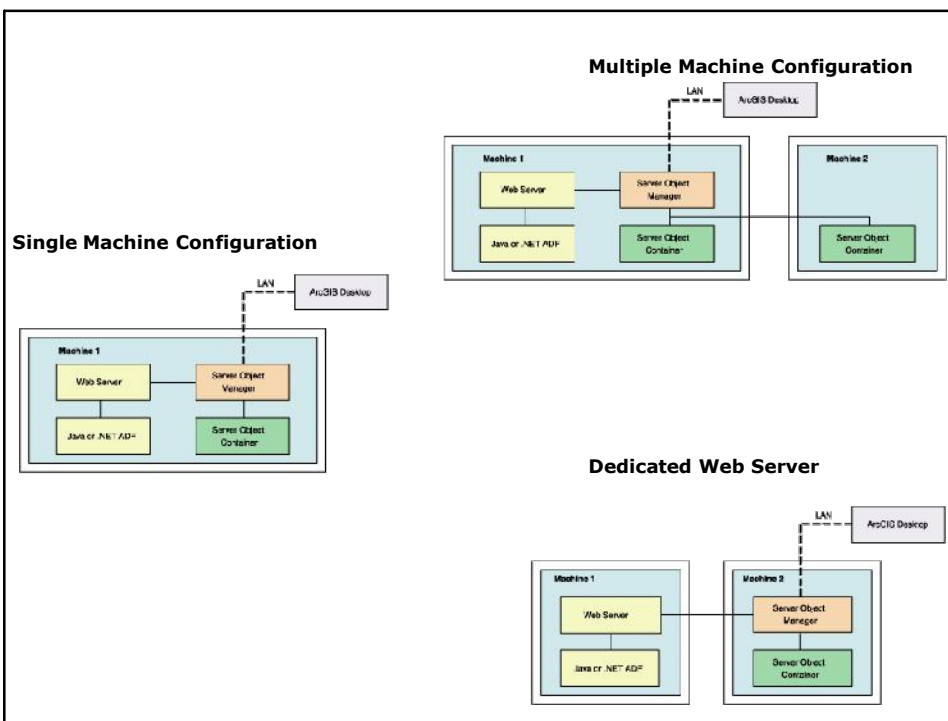 Multiple Machine Configuration
LAN
ArcGIS Desktop
Machine 1
Web Server
Server Object
Manager
Java or .NET ADF
Server Object
Container
Machine 2
Server Object
Container
Single Machine Configuration
LAN
ArcGIS Desktop
Machine 1
Web Server
Server Object
Manager
Java or .NET ADF
Server Object
Container
Dedicated Web Server
LAN
ArcGIS Desktop
Machine 1
Web Server
Java or .NET ADF
Machine 2
Server Object
Manager
Server Object
Container